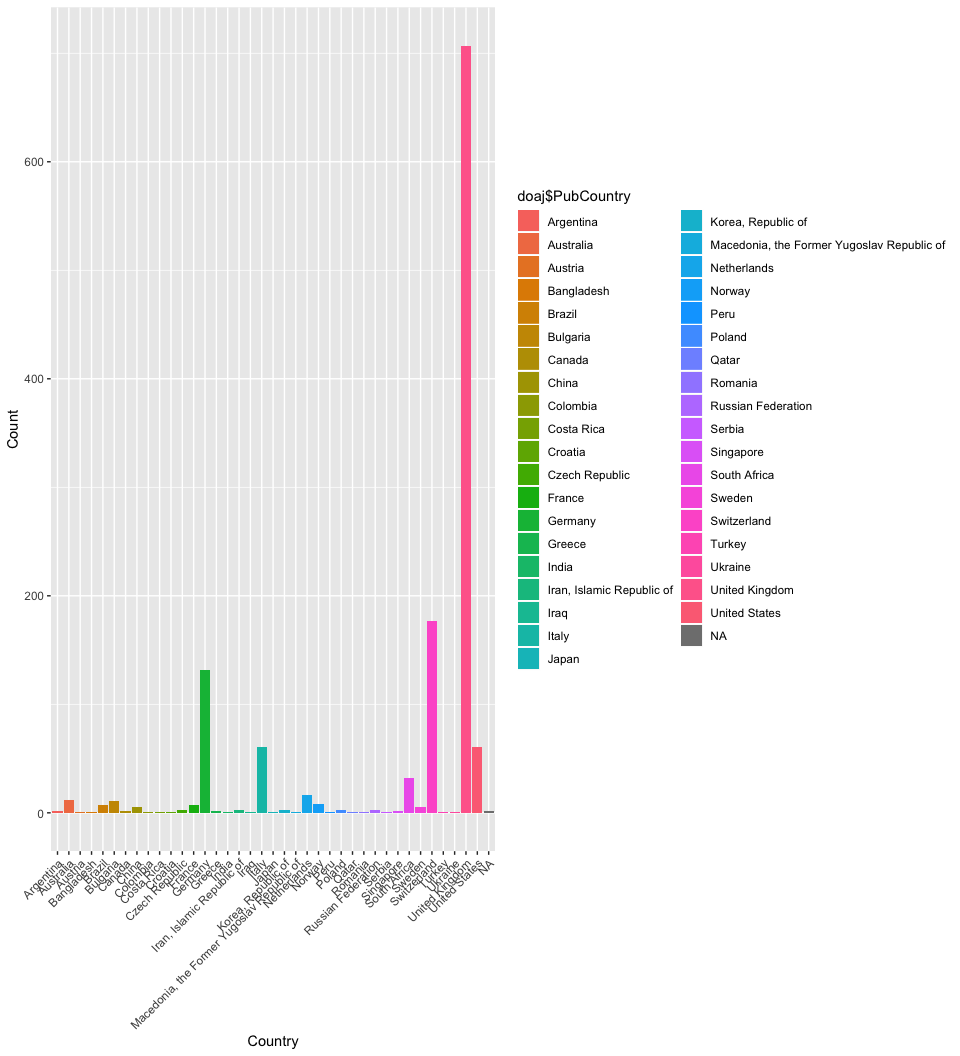 600
400
200
0
Count
Argentina
Australia
Austria
Bangladesh
Brazil
Bulgaria
Canada
China
Colombia
Costa Rica
Croatia
Czech Republic
France
Germany
Greece
India
Iran, Islamic Republic of
Iraq
Italy
Japan
Korea, Republic of
Macedonia, the Former Yugoslav Republic of
Netherlands
Norway
Peru
Poland
Qatar
Romania
Russian Federation
Serbia
Singapore
South Africa
Sweden
Switzerland
Turkey
Ukraine
United Kingdom
United States
NA
Country
doaj$PubCountry
Argentina
Australia
Austria
Bangladesh
Brazil
Bulgaria
Canada
China
Colombia
Costa Rica
Croatia
Czech Republic
France
Germany
Greece
India
Iran, Islamic Republic of
Iraq
Italy
Japan
Korea, Republic of
Macedonia, the Former Yugoslav Republic of
Netherlands
Norway
Peru
Poland
Qatar
Romania
Russian Federation
Serbia
Singapore
South Africa
Sweden
Switzerland
Turkey
Ukraine
United Kingdom
United States
NA